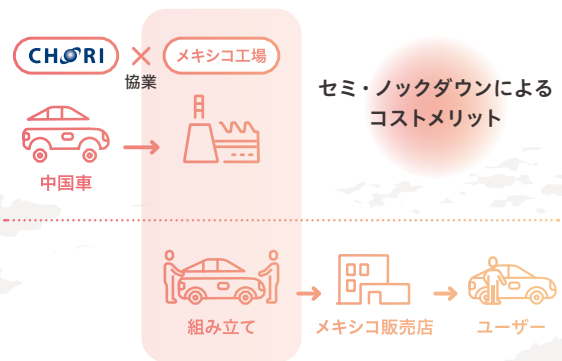 CHORI × メキシコ工場
協業
セミ・ノックダウンによる
コストメリット
中国車
組み立て
メキシコ販売店
ユーザー